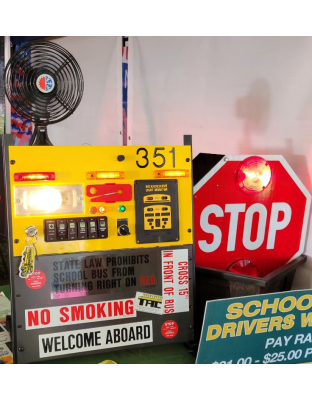 351
STOP
STATE LAW PROHIBITS
SCHOOL BUS FROM
TURNING RIGHT ON RED
CROSS 15
IN FRONT OF BUS
NO SMOKING
WELCOME ABOARD
SCHOO
DRIVERS W
PAY RA
$21.00 - $25.00 P